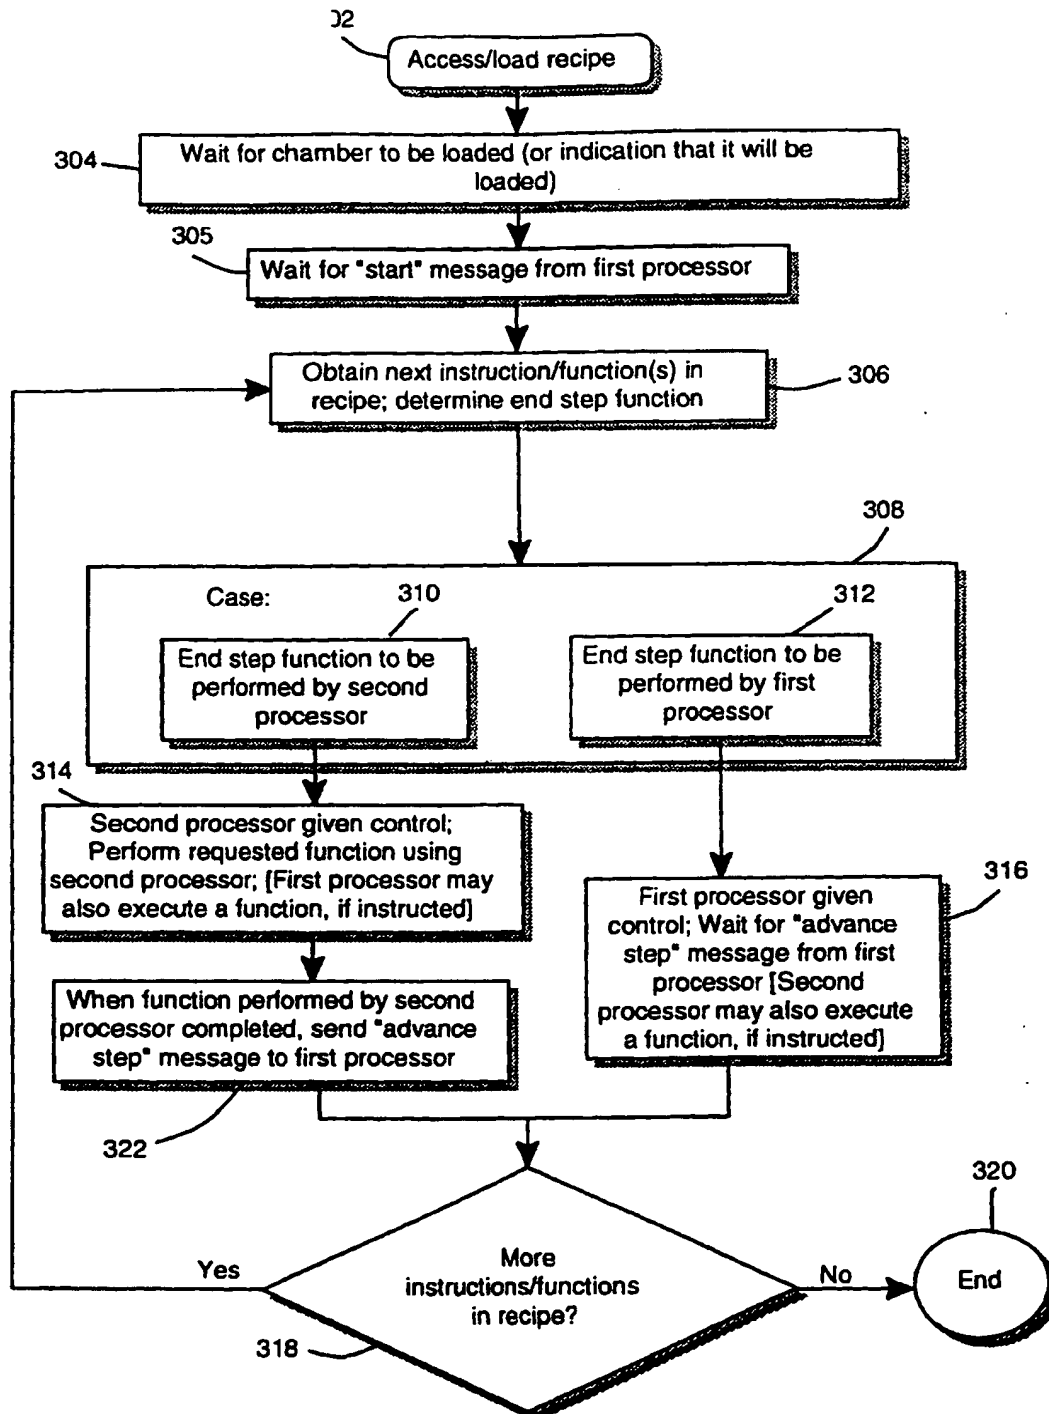 02
Access/load recipe
304
Wait for chamber to be loaded (or indication that it will be
loaded)
305
Wait for "start" message from first processor
Obtain next instruction/function(s) in
recipe; determine end step function
306
308
Case:
310
312
End step function to be
performed by second
processor
End step function to be
performed by first
processor
314
Second processor given control;
Perform requested function using
second processor; [First processor may
also execute a function, if instructed]
First processor given
control; Wait for "advance
step" message from first
processor [Second
processor may also execute
a function, if instructed]
316
When function performed by second
processor completed, send "advance
step" message to first processor
322
320
More
instructions/functions
in recipe?
Yes
No
End
318